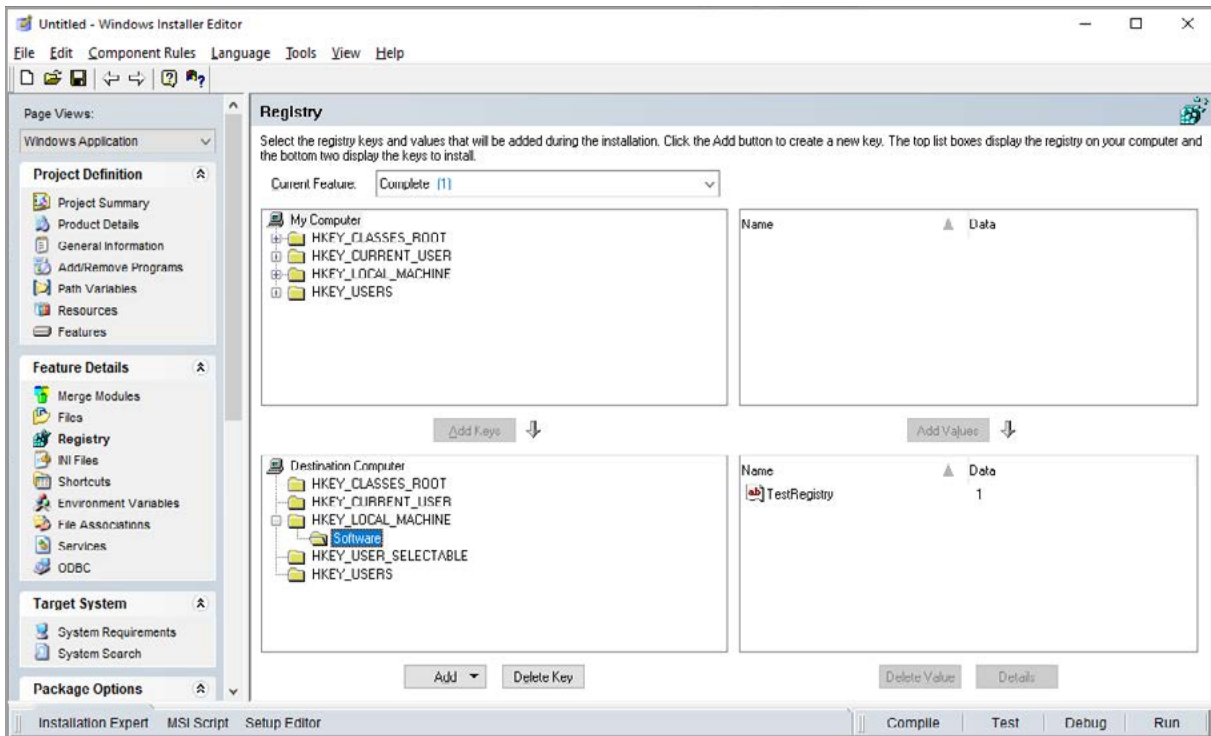 Untitled - Windows Installer Editor
File Edit Component Rules Language Tools View Help
Page Views:
Windows Application
Project Definition
Project Summary
Product Details
General Information
Add/Remove Programs
Path Variables
Resources
Features
Feature Details
Merge Modules
Files
Registry
INI Files
Shortcuts
Environment Variables
File Associations
Services
ODBC
Target System
System Requirements
System Search
Package Options
Registry
Select the registry keys and values that will be added during the installation. Click the Add button to create a new key. The top list boxes display the registry on your computer and
the bottom two display the keys to install.
Current Feature: Complete (1)
My Computer
HKEY_CLASSES_ROOT
HKEY_CURRENT_USER
HKEY_LOCAL_MACHINE
HKEY_USERS
Name Data
Add Keys Add Values
Destination Computer
HKEY_CLASSES_ROOT
HKEY_CURRENT_USER
HKEY_LOCAL_MACHINE
Software
HKEY_USER_SELECTABLE
HKEY_USERS
Name Data
ab TestRegistry 1
Add Delete Key Delete Value Details
Installation Expert MSI Script Setup Editor Compile Test Debug Run